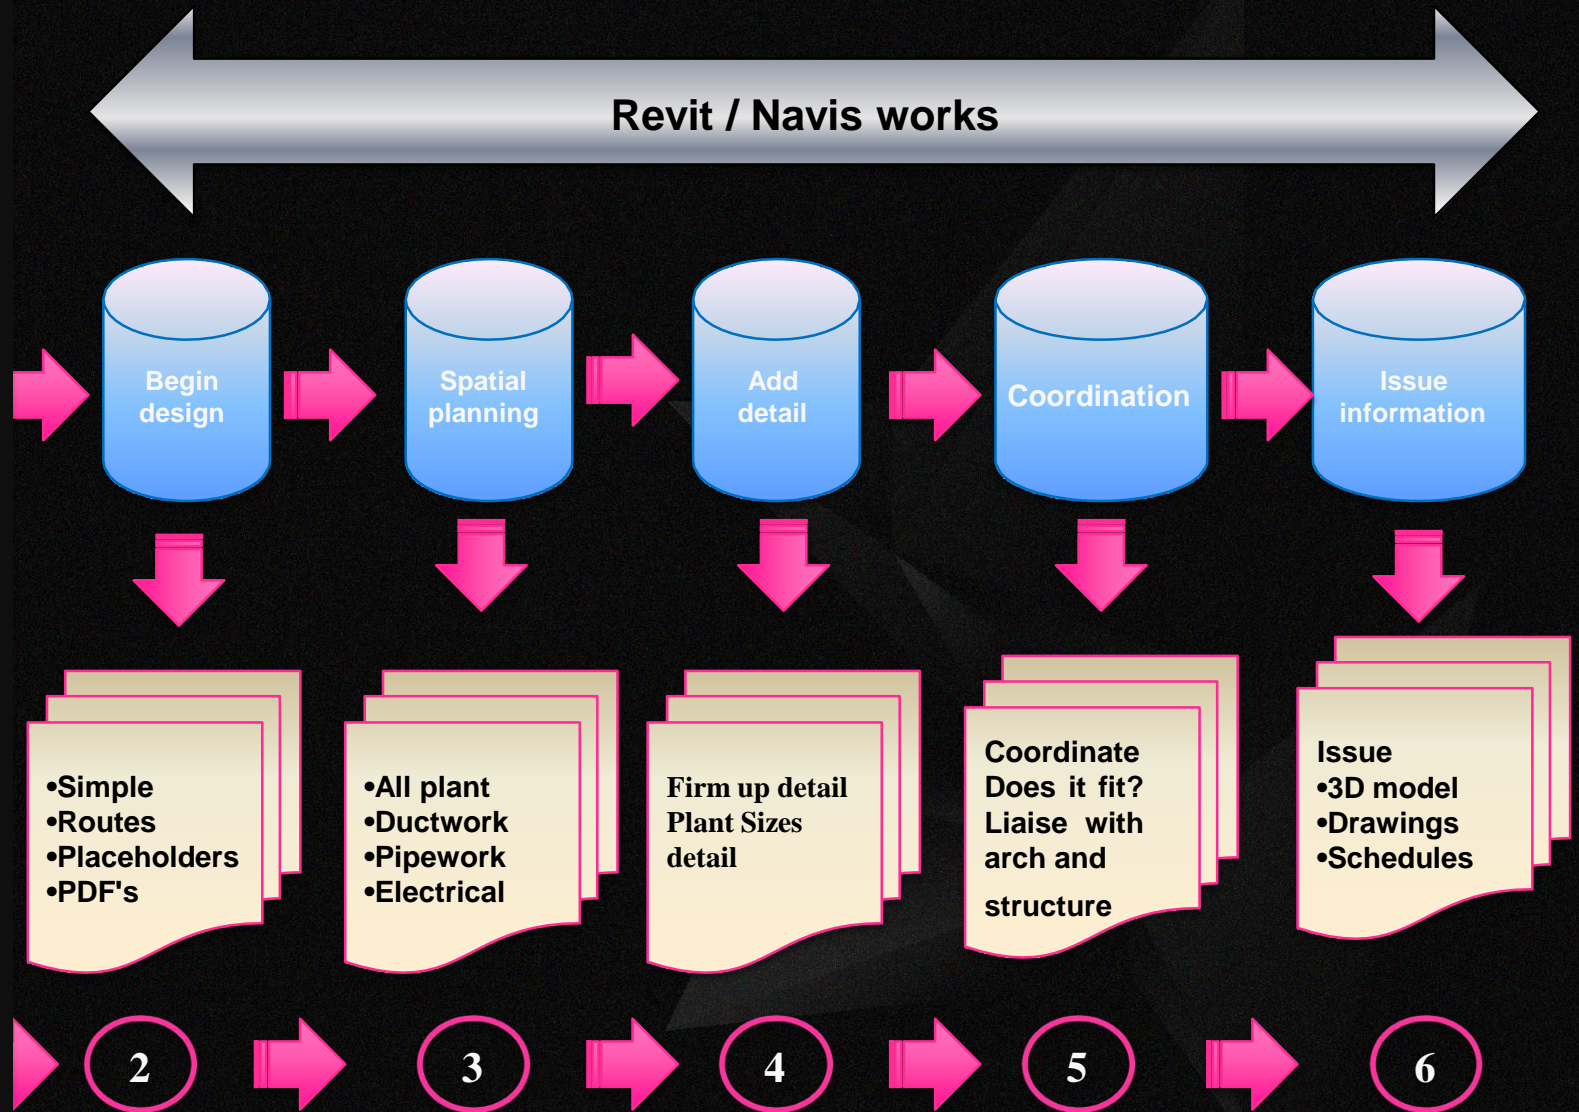 Revit / Navis works
Begin
design
Spatial
planning
Add
detail
Coordination
Issue
information
•Simple
•Routes
•Placeholders
•PDF's
•All plant
•Ductwork
•Pipework
•Electrical
Firm up detail
Plant Sizes
detail
Coordinate
Does it fit?
Liaise with
arch and
structure
Issue
•3D model
•Drawings
•Schedules
2
3
4
5
6